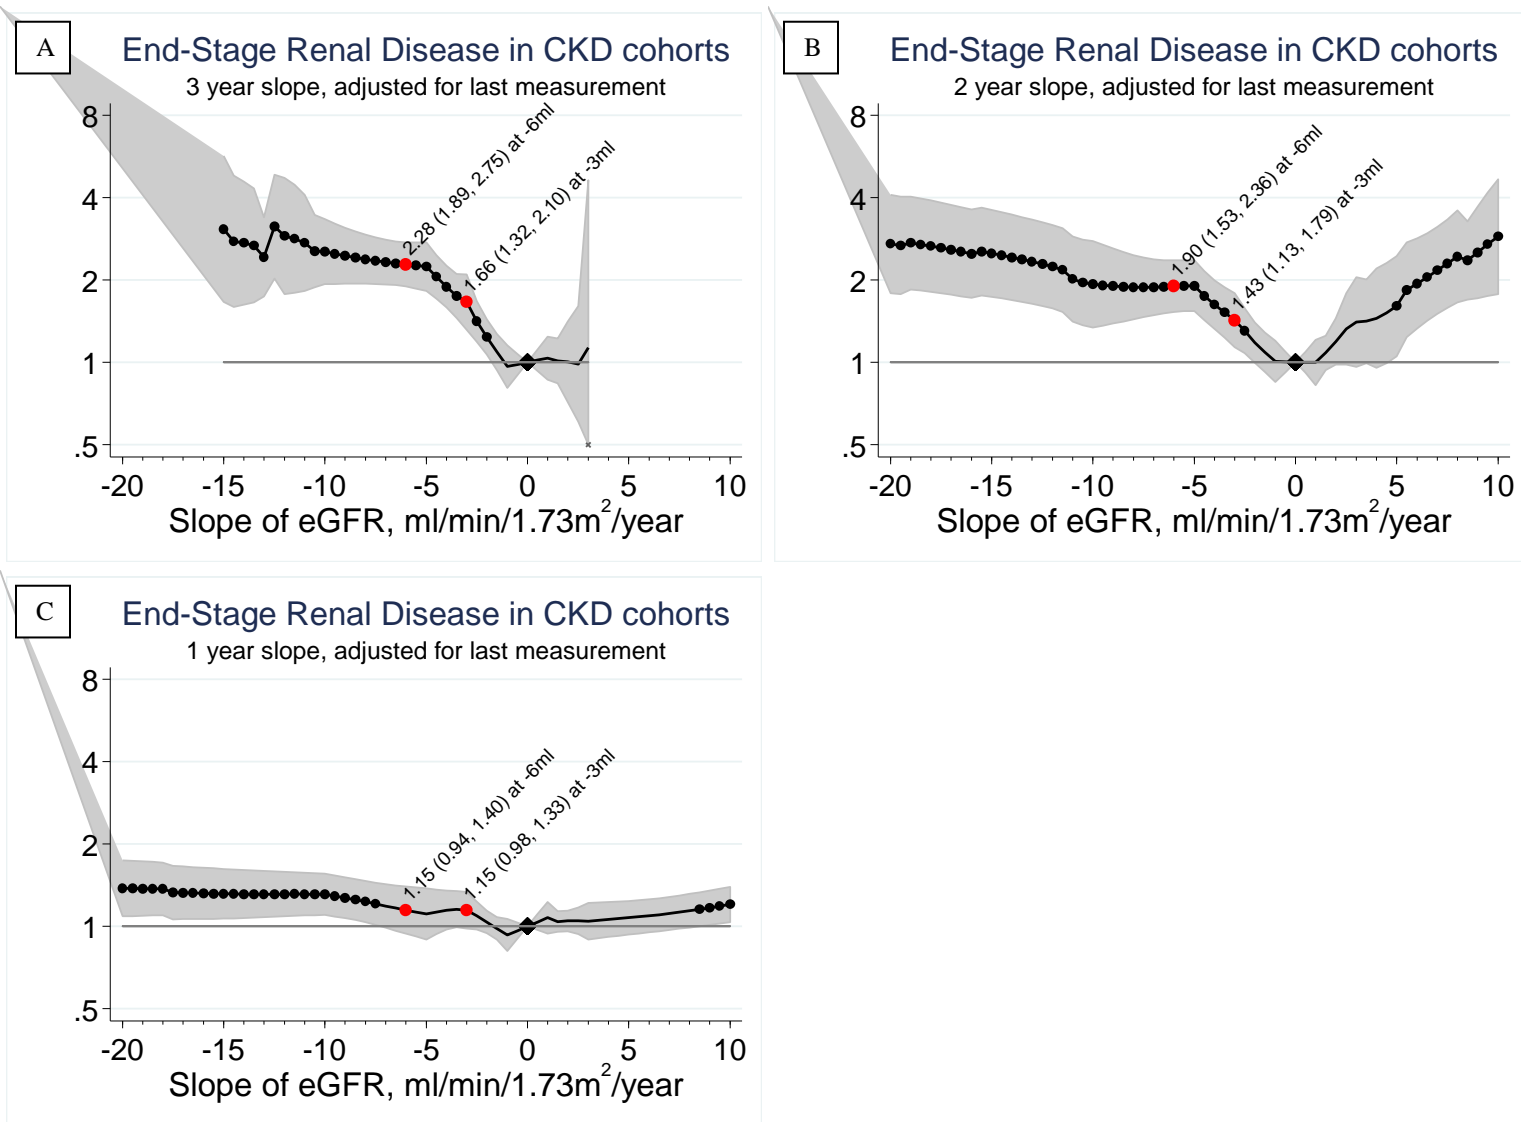 A
End-Stage Renal Disease in CKD cohorts
3 year slope, adjusted for last measurement
8
4
2
1
.5
2.28 (1.89, 2.75) at -6ml
1.66 (1.32, 2.10) at -3ml
-20 -15 -10 -5 0 5 10
Slope of eGFR, ml/min/1.73m²/year
B
End-Stage Renal Disease in CKD cohorts
2 year slope, adjusted for last measurement
8
4
2
1
.5
1.90 (1.53, 2.36) at -6ml
1.43 (1.13, 1.79) at -3ml
-20 -15 -10 -5 0 5 10
Slope of eGFR, ml/min/1.73m²/year
C
End-Stage Renal Disease in CKD cohorts
1 year slope, adjusted for last measurement
8
4
2
1
.5
1.15 (0.94, 1.40) at -6ml
1.15 (0.98, 1.33) at -3ml
-20 -15 -10 -5 0 5 10
Slope of eGFR, ml/min/1.73m²/year